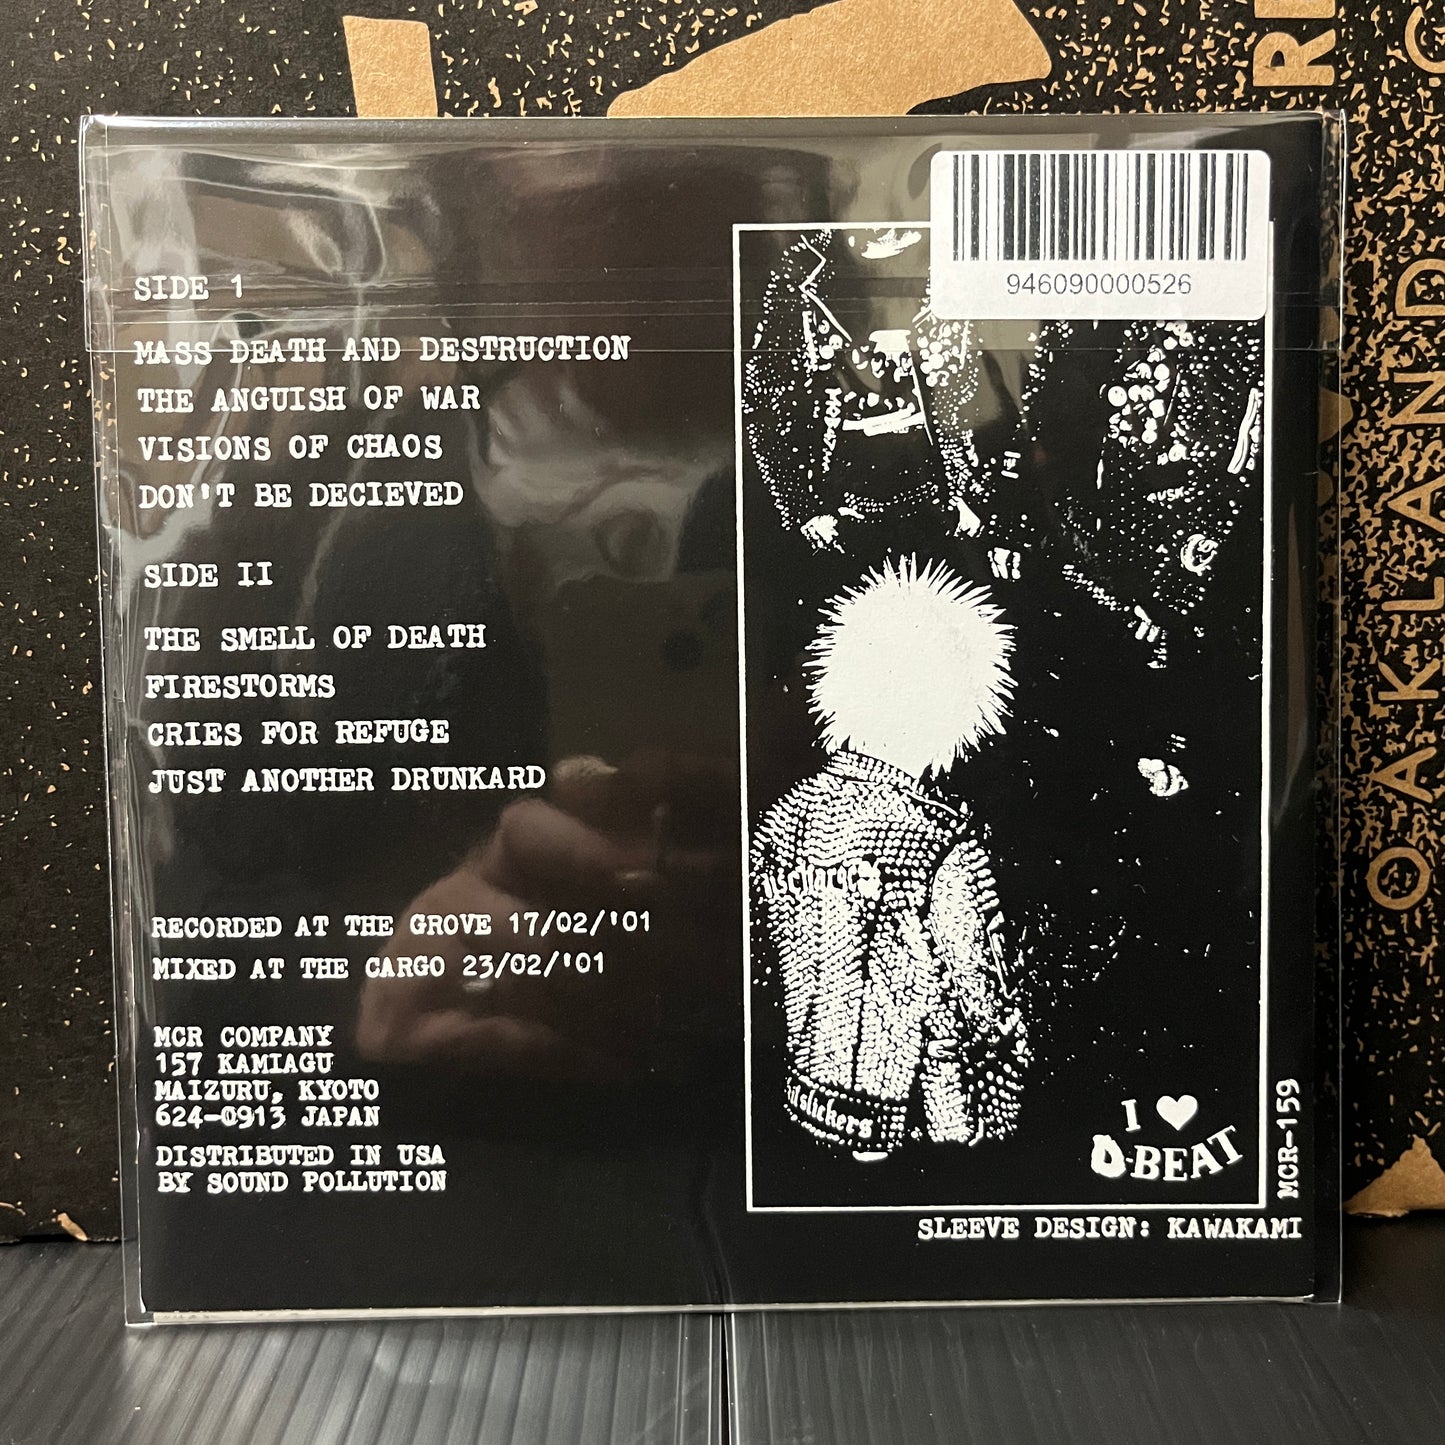 946090000526
SIDE 1
MASS DEATH AND DESTRUCTION
THE ANGUISH OF WAR
VISIONS OF CHAOS
DON'T BE DECIEVED
SIDE II
THE SMELL OF DEATH
FIRESTORMS
CRIES FOR REFUGE
JUST ANOTHER DRUNKARD
RECORDED AT THE GROVE 17/02/'01
MIXED AT THE CARGO 23/02/'01
MCR COMPANY
157 KAMIAGU
MAIZURU, KYOTO
624-0913 JAPAN
DISTRIBUTED IN USA
BY SOUND POLLUTION
I ♥
D-BEAT
MCR-159
SLEEVE DESIGN: KAWAKAMI
OAKLAND